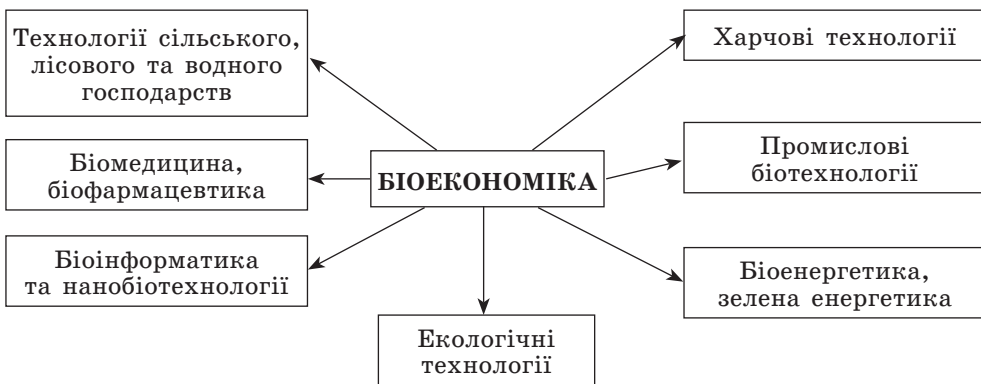 Технології сільського,
лісового та водного
господарств
Харчові технології
Біомедицина,
біофармацевтика
БІОЕКОНОМІКА
Промислові
біотехнології
Біоінформатика
та нанобіотехнології
Екологічні
технології
Біоенергетика,
зелена енергетика